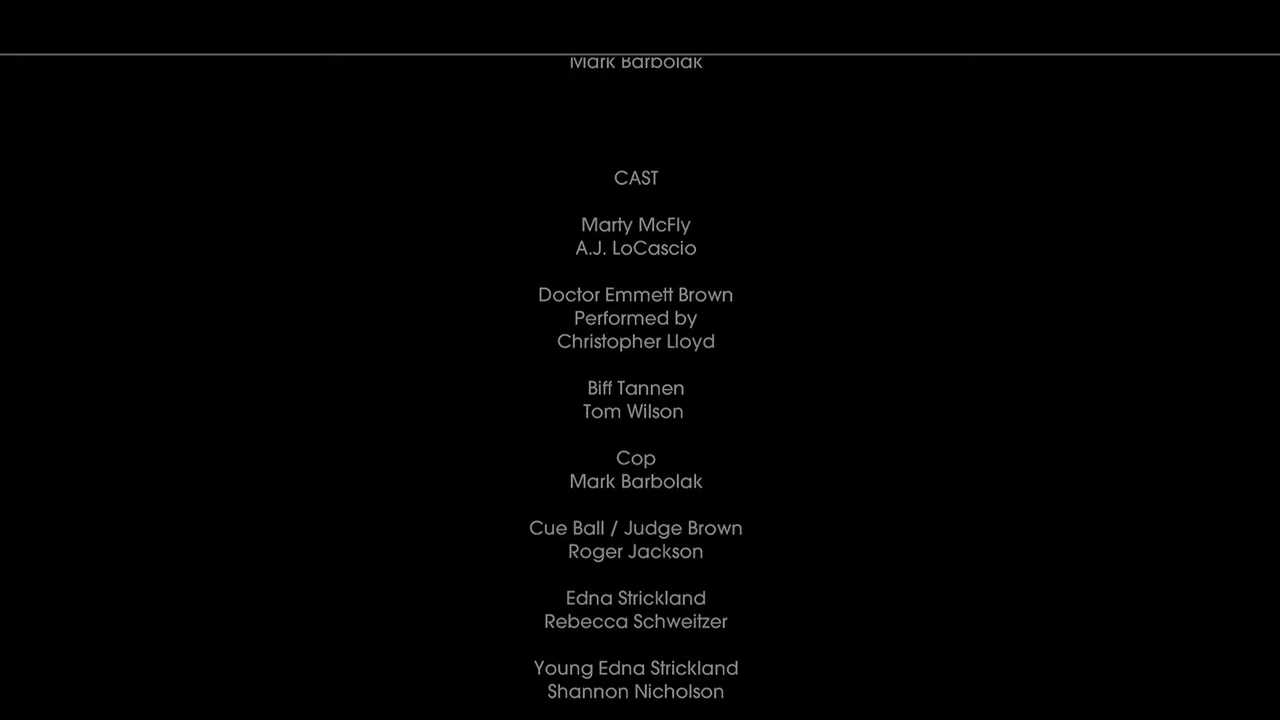 Mark Barbolak
CAST
Marty McFly
A.J. LoCascio
Doctor Emmett Brown
Performed by
Christopher Lloyd
Biff Tannen
Tom Wilson
Cop
Mark Barbolak
Cue Ball / Judge Brown
Roger Jackson
Edna Strickland
Rebecca Schweitzer
Young Edna Strickland
Shannon Nicholson